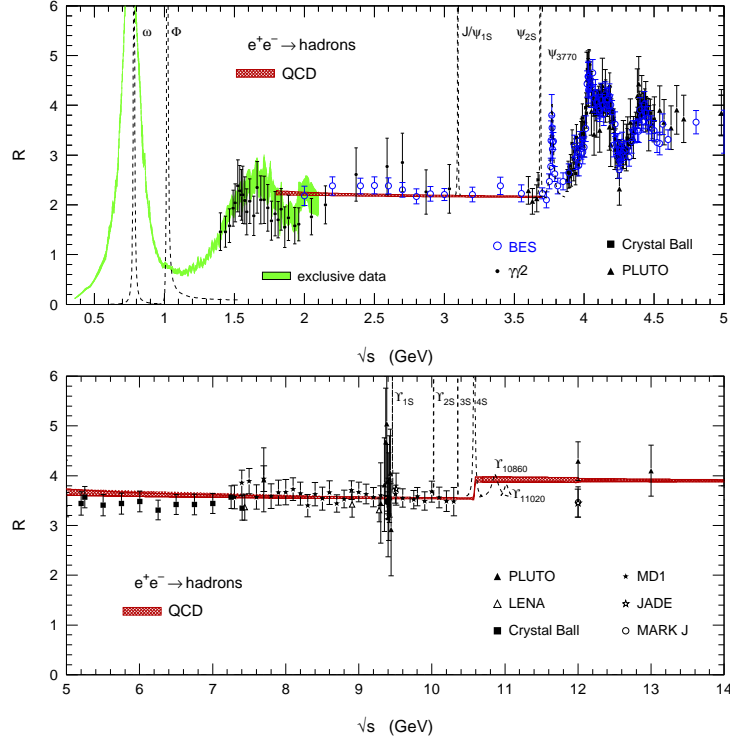 ω
Φ
J/ψ1S
ψ2S
ψ3770
e+e− → hadrons
QCD
exclusive data
BES
Crystal Ball
γγ2
PLUTO
R
0
1
2
3
4
5
6
0.5
1
1.5
2
2.5
3
3.5
4
4.5
5
√s (GeV)
ϒ1S
ϒ2S
3S
4S
ϒ10860
ϒ11020
e+e− → hadrons
QCD
PLUTO
MD1
LENA
JADE
Crystal Ball
MARK J
R
0
1
2
3
4
5
6
5
6
7
8
9
10
11
12
13
14
√s (GeV)